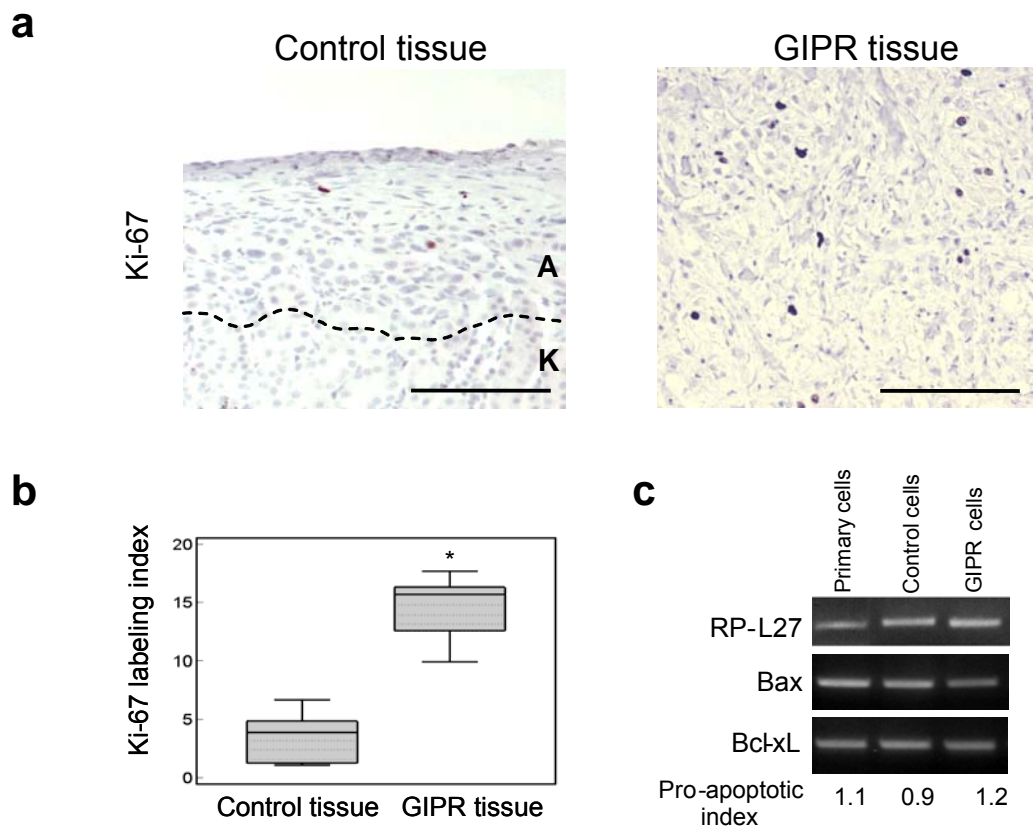 a
Control tissue
GIPR tissue
Ki-67
A
K
b
Ki-67 labeling index
20
15
10
5
0
*
Control tissue
GIPR tissue
c
Primary cells
Control cells
GIPR cells
RP-L27
Bax
Bcl-xL
Pro-apoptotic index
1.1 0.9 1.2